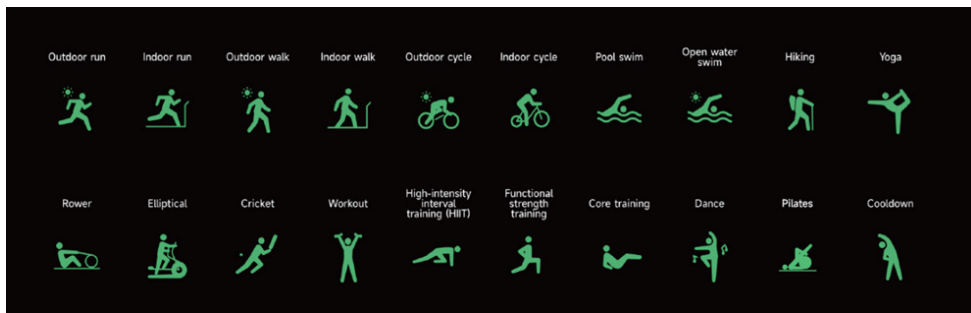 Outdoor run
Indoor run
Outdoor walk
Indoor walk
Outdoor cycle
Indoor cycle
Pool swim
Open water
swim
Hiking
Yoga
Rower
Elliptical
Cricket
Workout
High-intensity
interval
training (HIIT)
Functional
strength
training
Core training
Dance
Pilates
Cooldown